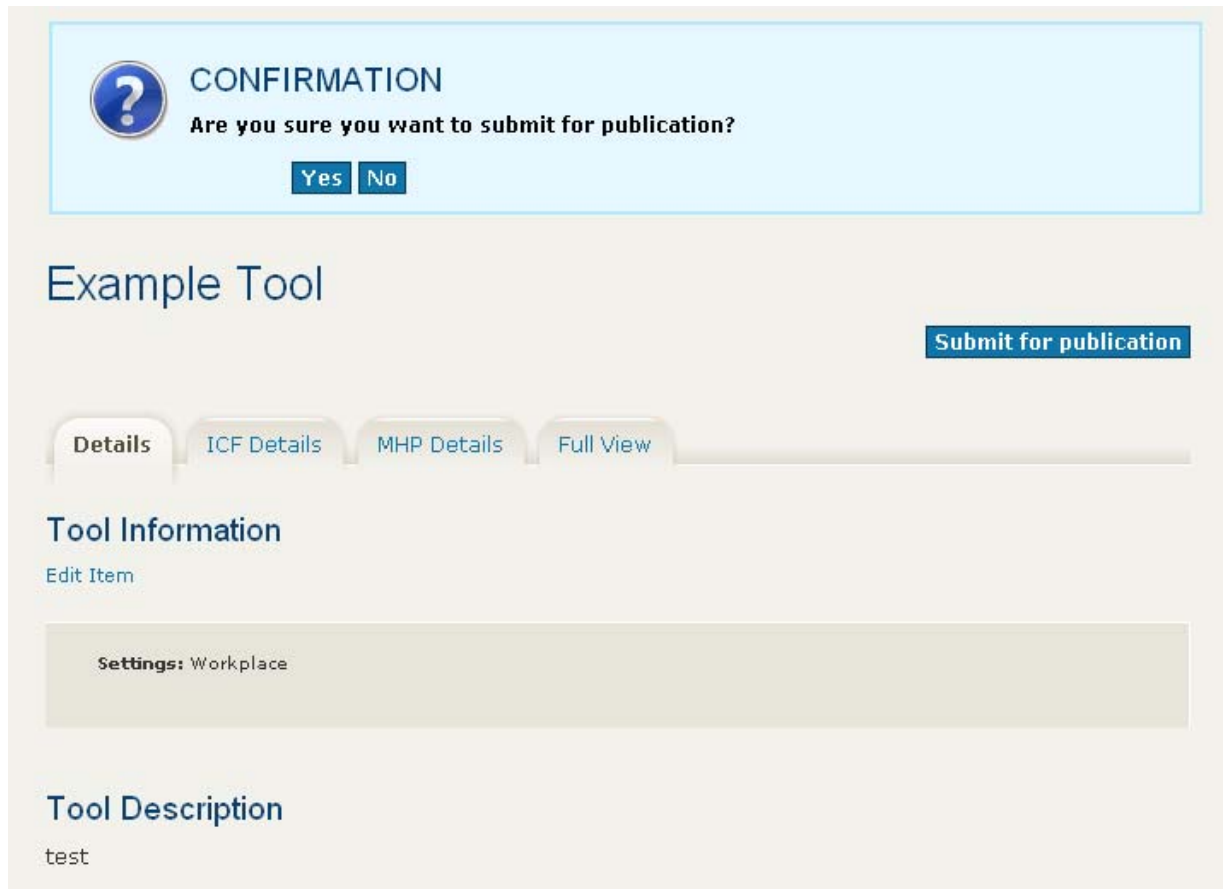 CONFIRMATION
Are you sure you want to submit for publication?
Yes No
Example Tool
Submit for publication
Details ICF Details MHP Details Full View
Tool Information
Edit Item
Settings: Workplace
Tool Description
test